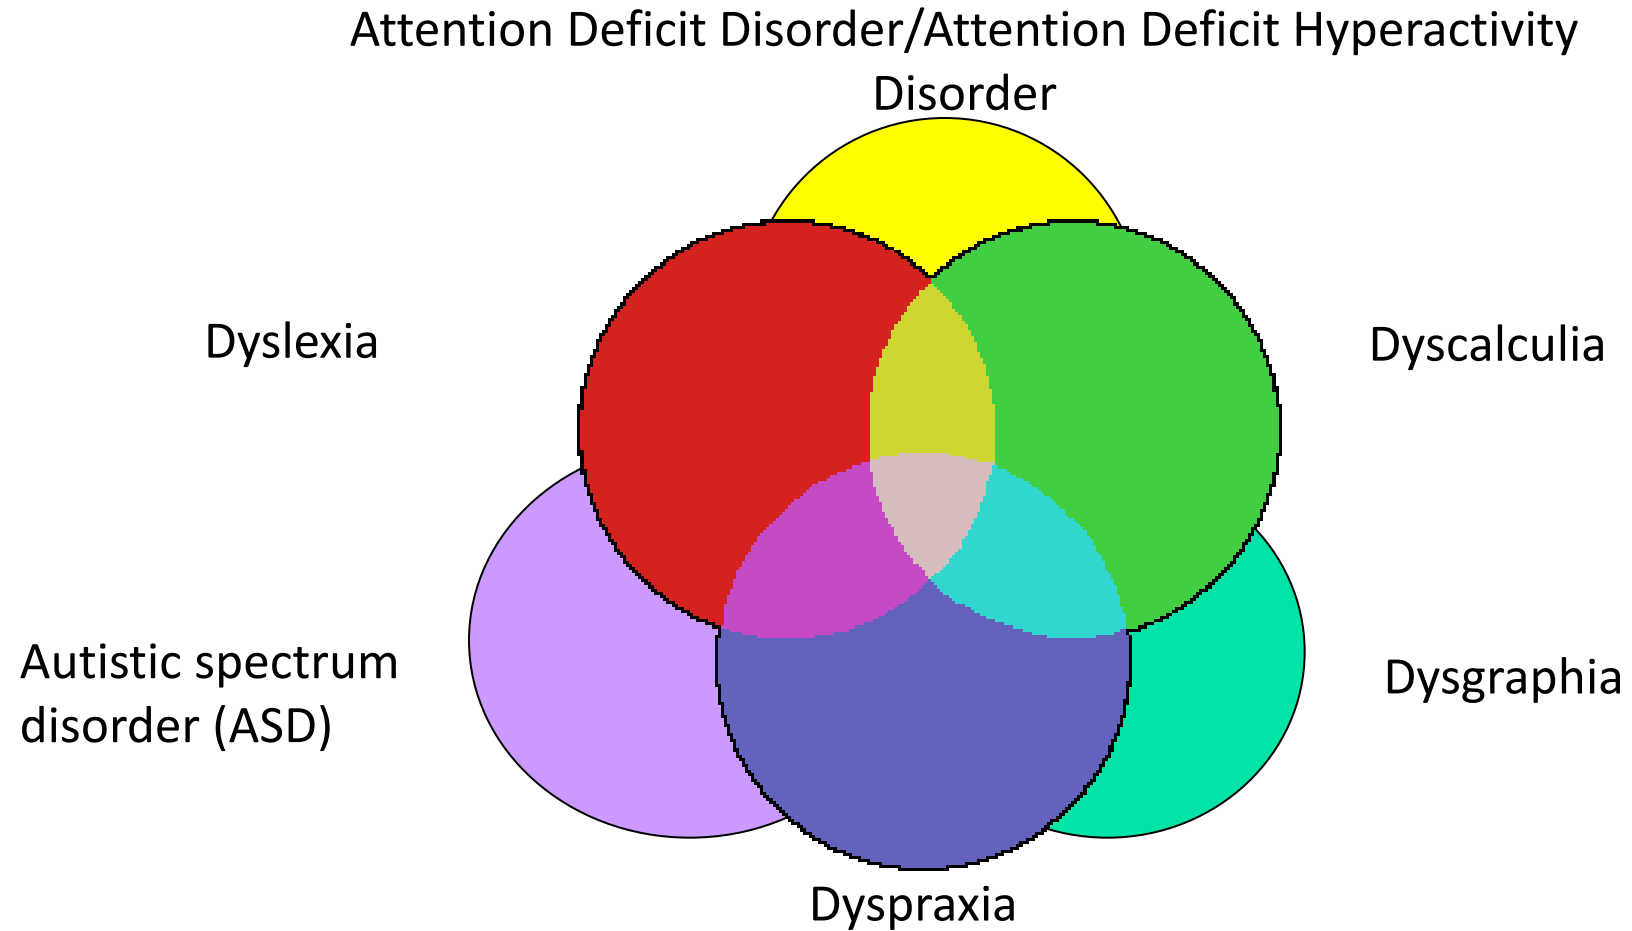 Attention Deficit Disorder/Attention Deficit Hyperactivity
Disorder
Dyslexia
Dyscalculia
Autistic spectrum
disorder (ASD)
Dysgraphia
Dyspraxia